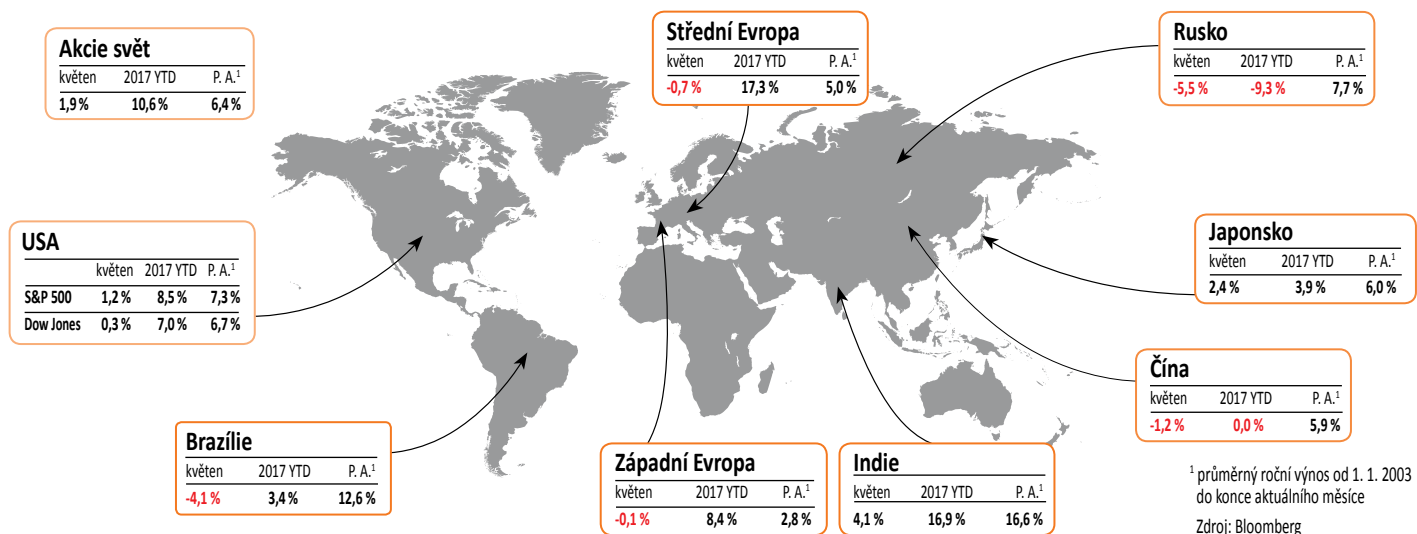 Akcie svět
květen 2017 YTD P. A.¹
1,9 % 10,6 % 6,4 %
Střední Evropa
květen 2017 YTD P. A.¹
-0,7 % 17,3 % 5,0 %
Rusko
květen 2017 YTD P. A.¹
-5,5 % -9,3 % 7,7 %
USA
květen 2017 YTD P. A.¹
S&P 500 1,2 % 8,5 % 7,3 %
Dow Jones 0,3 % 7,0 % 6,7 %
Japonsko
květen 2017 YTD P. A.¹
2,4 % 3,9 % 6,0 %
Čína
květen 2017 YTD P. A.¹
-1,2 % 0,0 % 5,9 %
Brazílie
květen 2017 YTD P. A.¹
-4,1 % 3,4 % 12,6 %
Západní Evropa
květen 2017 YTD P. A.¹
-0,1 % 8,4 % 2,8 %
Indie
květen 2017 YTD P. A.¹
4,1 % 16,9 % 16,6 %
¹ průměrný roční výnos od 1. 1. 2003
do konce aktuálního měsíce
Zdroj: Bloomberg